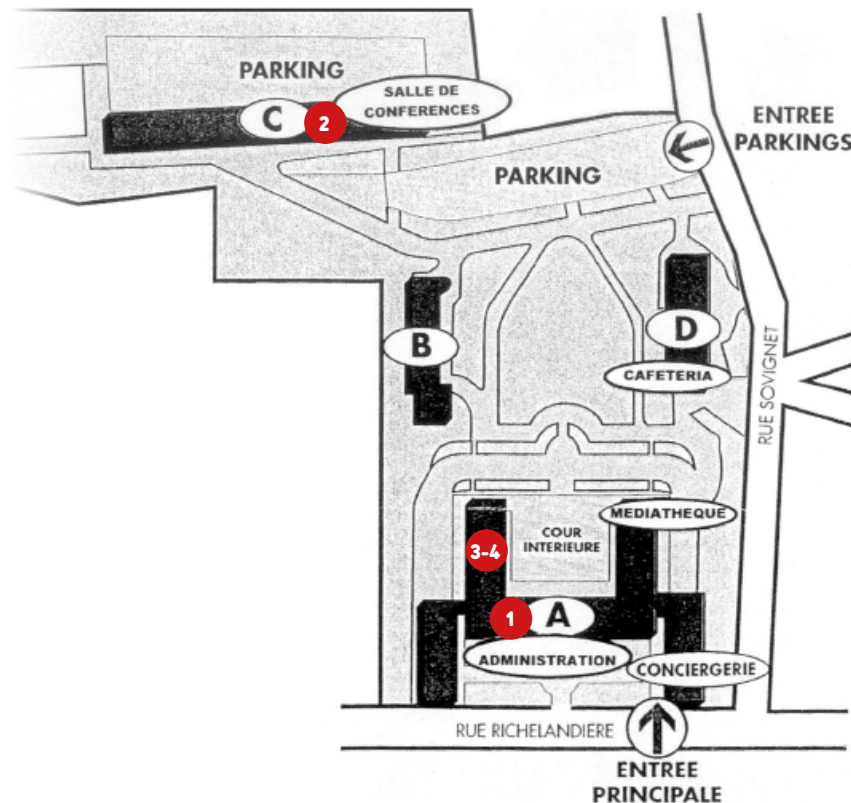 PARKING
SALLE DE
CONFERENCES
C
2
ENTREE
PARKINGS
PARKING
B
D
CAFETERIA
RUE SOVIGNET
MEDIATHEQUE
COUR
INTERIEURE
3-4
1
A
ADMINISTRATION
CONCIERGERIE
RUE RICHELANDIERE
ENTREE
PRINCIPALE